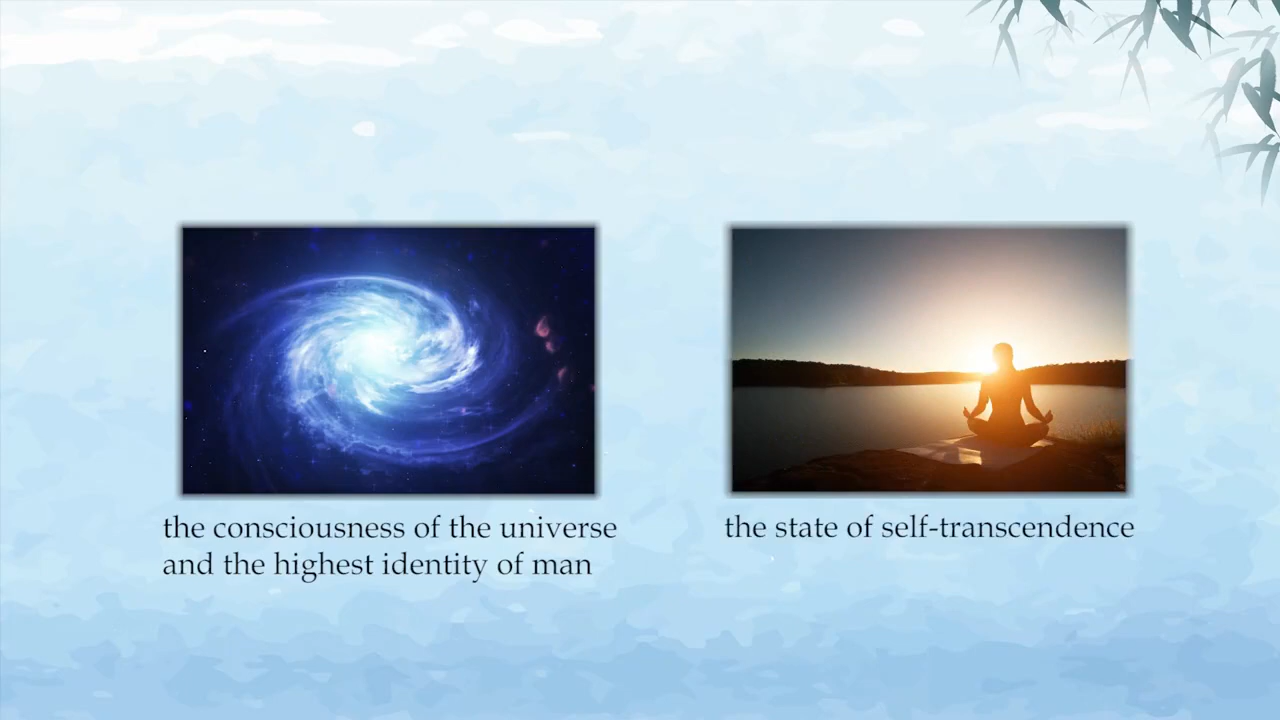 the consciousness of the universe
and the highest identity of man
the state of self-transcendence